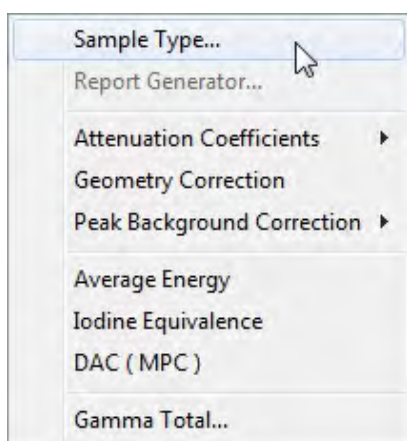 Sample Type...
Report Generator...
Attenuation Coefficients
Geometry Correction
Peak Background Correction
Average Energy
Iodine Equivalence
DAC ( MPC )
Gamma Total...